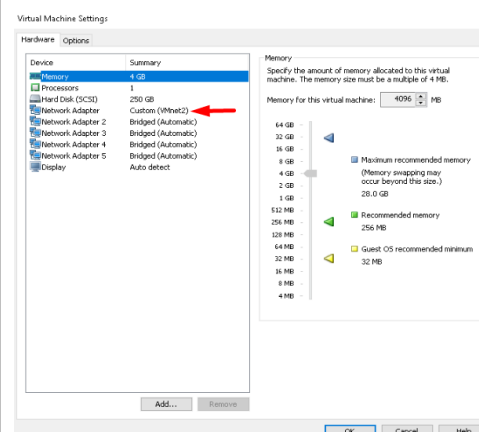 Virtual Machine Settings
Hardware Options
Device Summary
Memory 4 GB
Processors 1
Hard Disk (SCSI) 250 GB
Network Adapter Custom (VMnet2)
Network Adapter 2 Bridged (Automatic)
Network Adapter 3 Bridged (Automatic)
Network Adapter 4 Bridged (Automatic)
Network Adapter 5 Bridged (Automatic)
Display Auto detect
Add... Remove
Memory
Specify the amount of memory allocated to this virtual
machine. The memory size must be a multiple of 4 MB.
Memory for this virtual machine: 4096 MB
64 GB
32 GB
16 GB
8 GB
4 GB
2 GB
1 GB
512 MB
256 MB
128 MB
64 MB
32 MB
16 MB
8 MB
4 MB
Maximum recommended memory
(Memory swapping may
occur beyond this size.)
28.0 GB
Recommended memory
256 MB
Guest OS recommended minimum
32 MB
OK Cancel Help